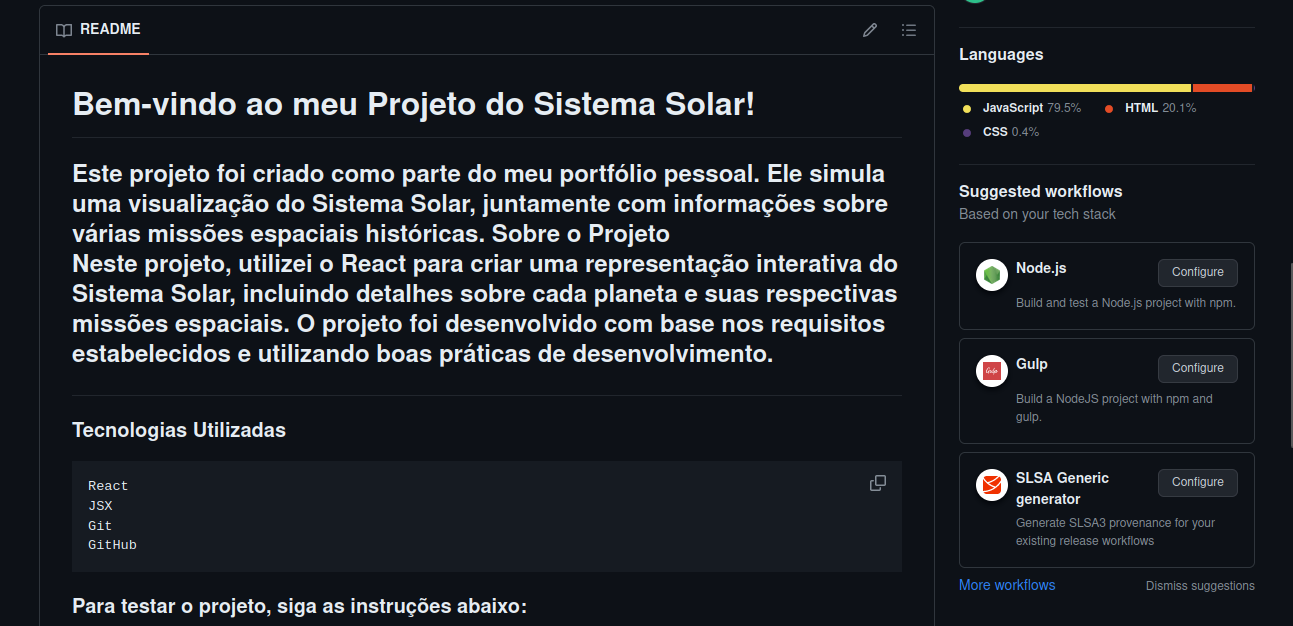 README
Bem-vindo ao meu Projeto do Sistema Solar!
Este projeto foi criado como parte do meu portfólio pessoal. Ele simula
uma visualização do Sistema Solar, juntamente com informações sobre
várias missões espaciais históricas. Sobre o Projeto
Neste projeto, utilizei o React para criar uma representação interativa do
Sistema Solar, incluindo detalhes sobre cada planeta e suas respectivas
missões espaciais. O projeto foi desenvolvido com base nos requisitos
estabelecidos e utilizando boas práticas de desenvolvimento.
Tecnologias Utilizadas
React
JSX
Git
GitHub
Para testar o projeto, siga as instruções abaixo:
Languages
JavaScript 79.5% HTML 20.1%
CSS 0.4%
Suggested workflows
Based on your tech stack
Node.js Configure
Build and test a Node.js project with npm.
Gulp Configure
Build a NodeJS project with npm and
gulp.
SLSA Generic Configure
generator
Generate SLSA3 provenance for your
existing release workflows
More workflows Dismiss suggestions